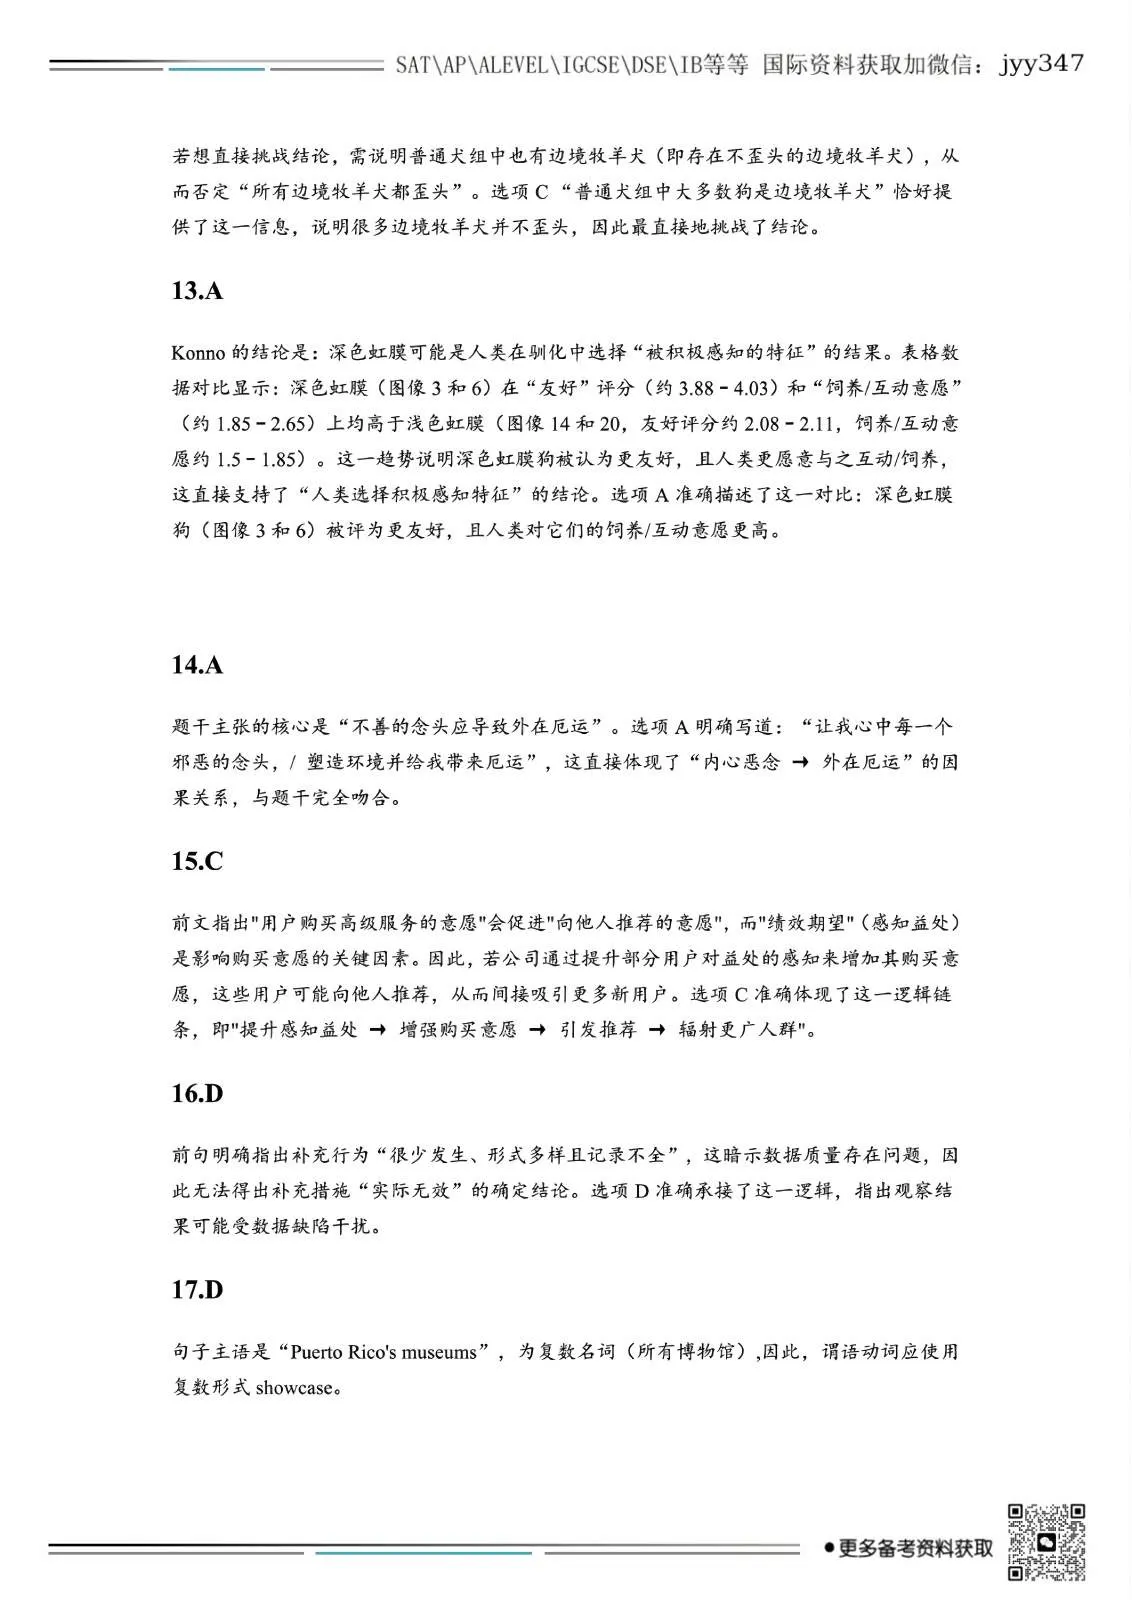 SAT\AP\ALEVEL\IGCSE\DSE\IB等等 国际资料获取加微信：jyy347
若想直接挑战结论，需说明普通犬组中也有边境牧羊犬（即存在不歪头的边境牧羊犬），从
而否定“所有边境牧羊犬都歪头”。选项 C “普通犬组中大多数狗是边境牧羊犬”恰好提
供了这一信息，说明很多边境牧羊犬并不歪头，因此最直接地挑战了结论。
13.A
Konno 的结论是：深色虹膜可能是人类在驯化中选择“被积极感知的特征”的结果。表格数
据对比显示：深色虹膜（图像 3 和 6）在“友好”评分（约 3.88－4.03）和“饲养/互动意愿”
（约 1.85－2.65）上均高于浅色虹膜（图像 14 和 20，友好评分约 2.08－2.11，饲养/互动意
愿约 1.5－1.85）。这一趋势说明深色虹膜狗被认为更友好，且人类更愿意与之互动/饲养，
这直接支持了“人类选择积极感知特征”的结论。选项 A 准确描述了这一对比：深色虹膜
狗（图像 3 和 6）被评为更友好，且人类对它们的饲养/互动意愿更高。
14.A
题干主张的核心是“不善的念头应导致外在厄运”。选项 A 明确写道：“让我心中每一个
邪恶的念头，/ 塑造环境并给我带来厄运”，这直接体现了“内心恶念 → 外在厄运”的因
果关系，与题干完全吻合。
15.C
前文指出"用户购买高级服务的意愿"会促进"向他人推荐的意愿"，而"绩效期望"（感知益处）
是影响购买意愿的关键因素。因此，若公司通过提升部分用户对益处的感知来增加其购买意
愿，这些用户可能向他人推荐，从而间接吸引更多新用户。选项 C 准确体现了这一逻辑链
条，即"提升感知益处 → 增强购买意愿 → 引发推荐 → 辐射更广人群"。
16.D
前句明确指出补充行为“很少发生、形式多样且记录不全”，这暗示数据质量存在问题，因
此无法得出补充措施“实际无效”的确定结论。选项 D 准确承接了这一逻辑，指出观察结
果可能受数据缺陷干扰。
17.D
句子主语是“Puerto Rico's museums”，为复数名词（所有博物馆）,因此，谓语动词应使用
复数形式 showcase。
•更多备考资料获取